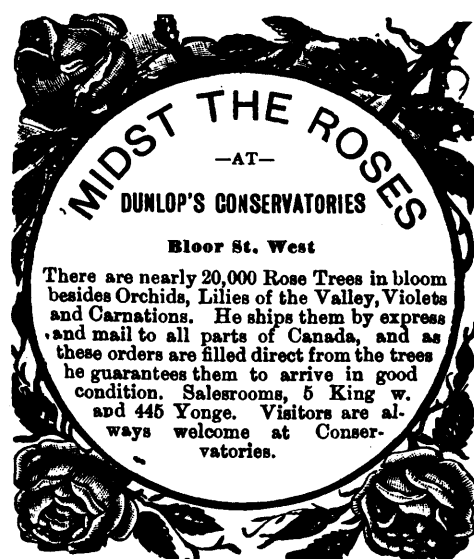 'MIDST THE ROSES
—AT—
DUNLOP'S CONSERVATORIES
Bloor St. West
There are nearly 20,000 Rose Trees in bloom
besides Orchids, Lilies of the Valley, Violets
and Carnations. He ships them by express
and mail to all parts of Canada, and as
these orders are filled direct from the trees
he guarantees them to arrive in good
condition. Salesrooms, 5 King w.
and 445 Yonge. Visitors are al-
ways welcome at Conser-
vatories.